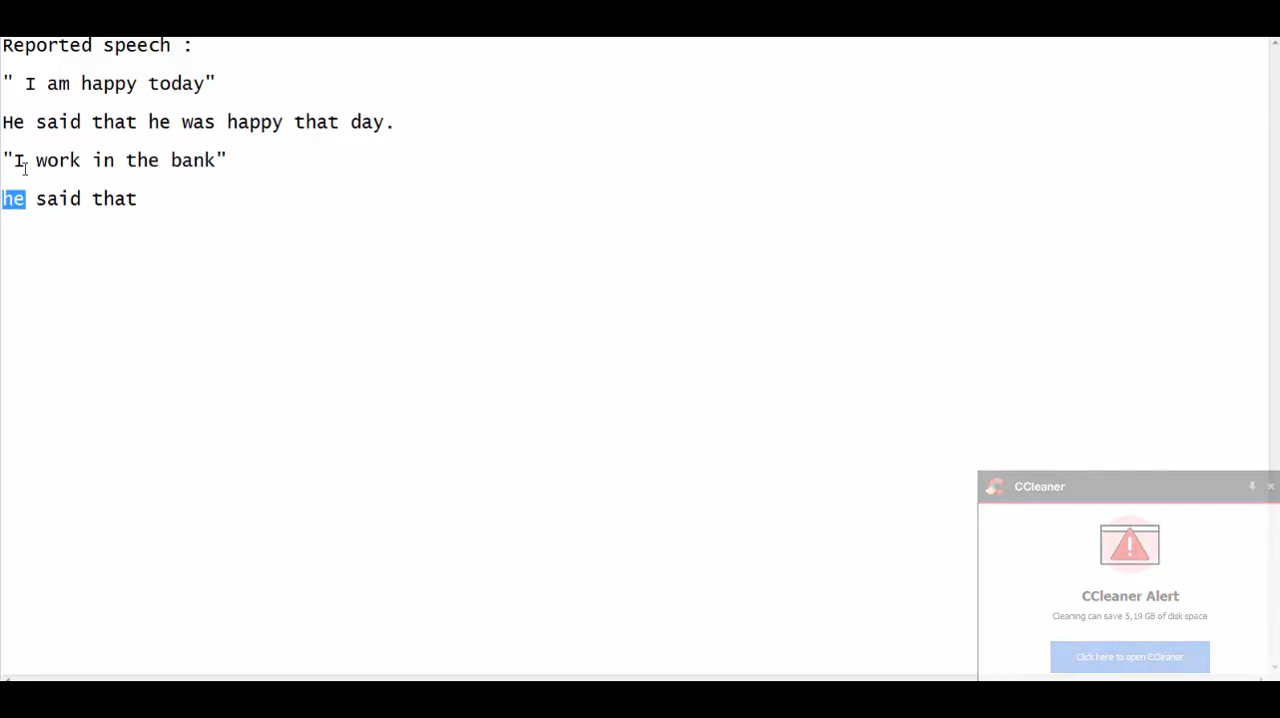 Reported speech :
" I am happy today"
He said that he was happy that day.
"I work in the bank"
he said that
CCleaner
CCleaner Alert
Cleaning can save 5,19 GB of disk space
Click here to open CCleaner